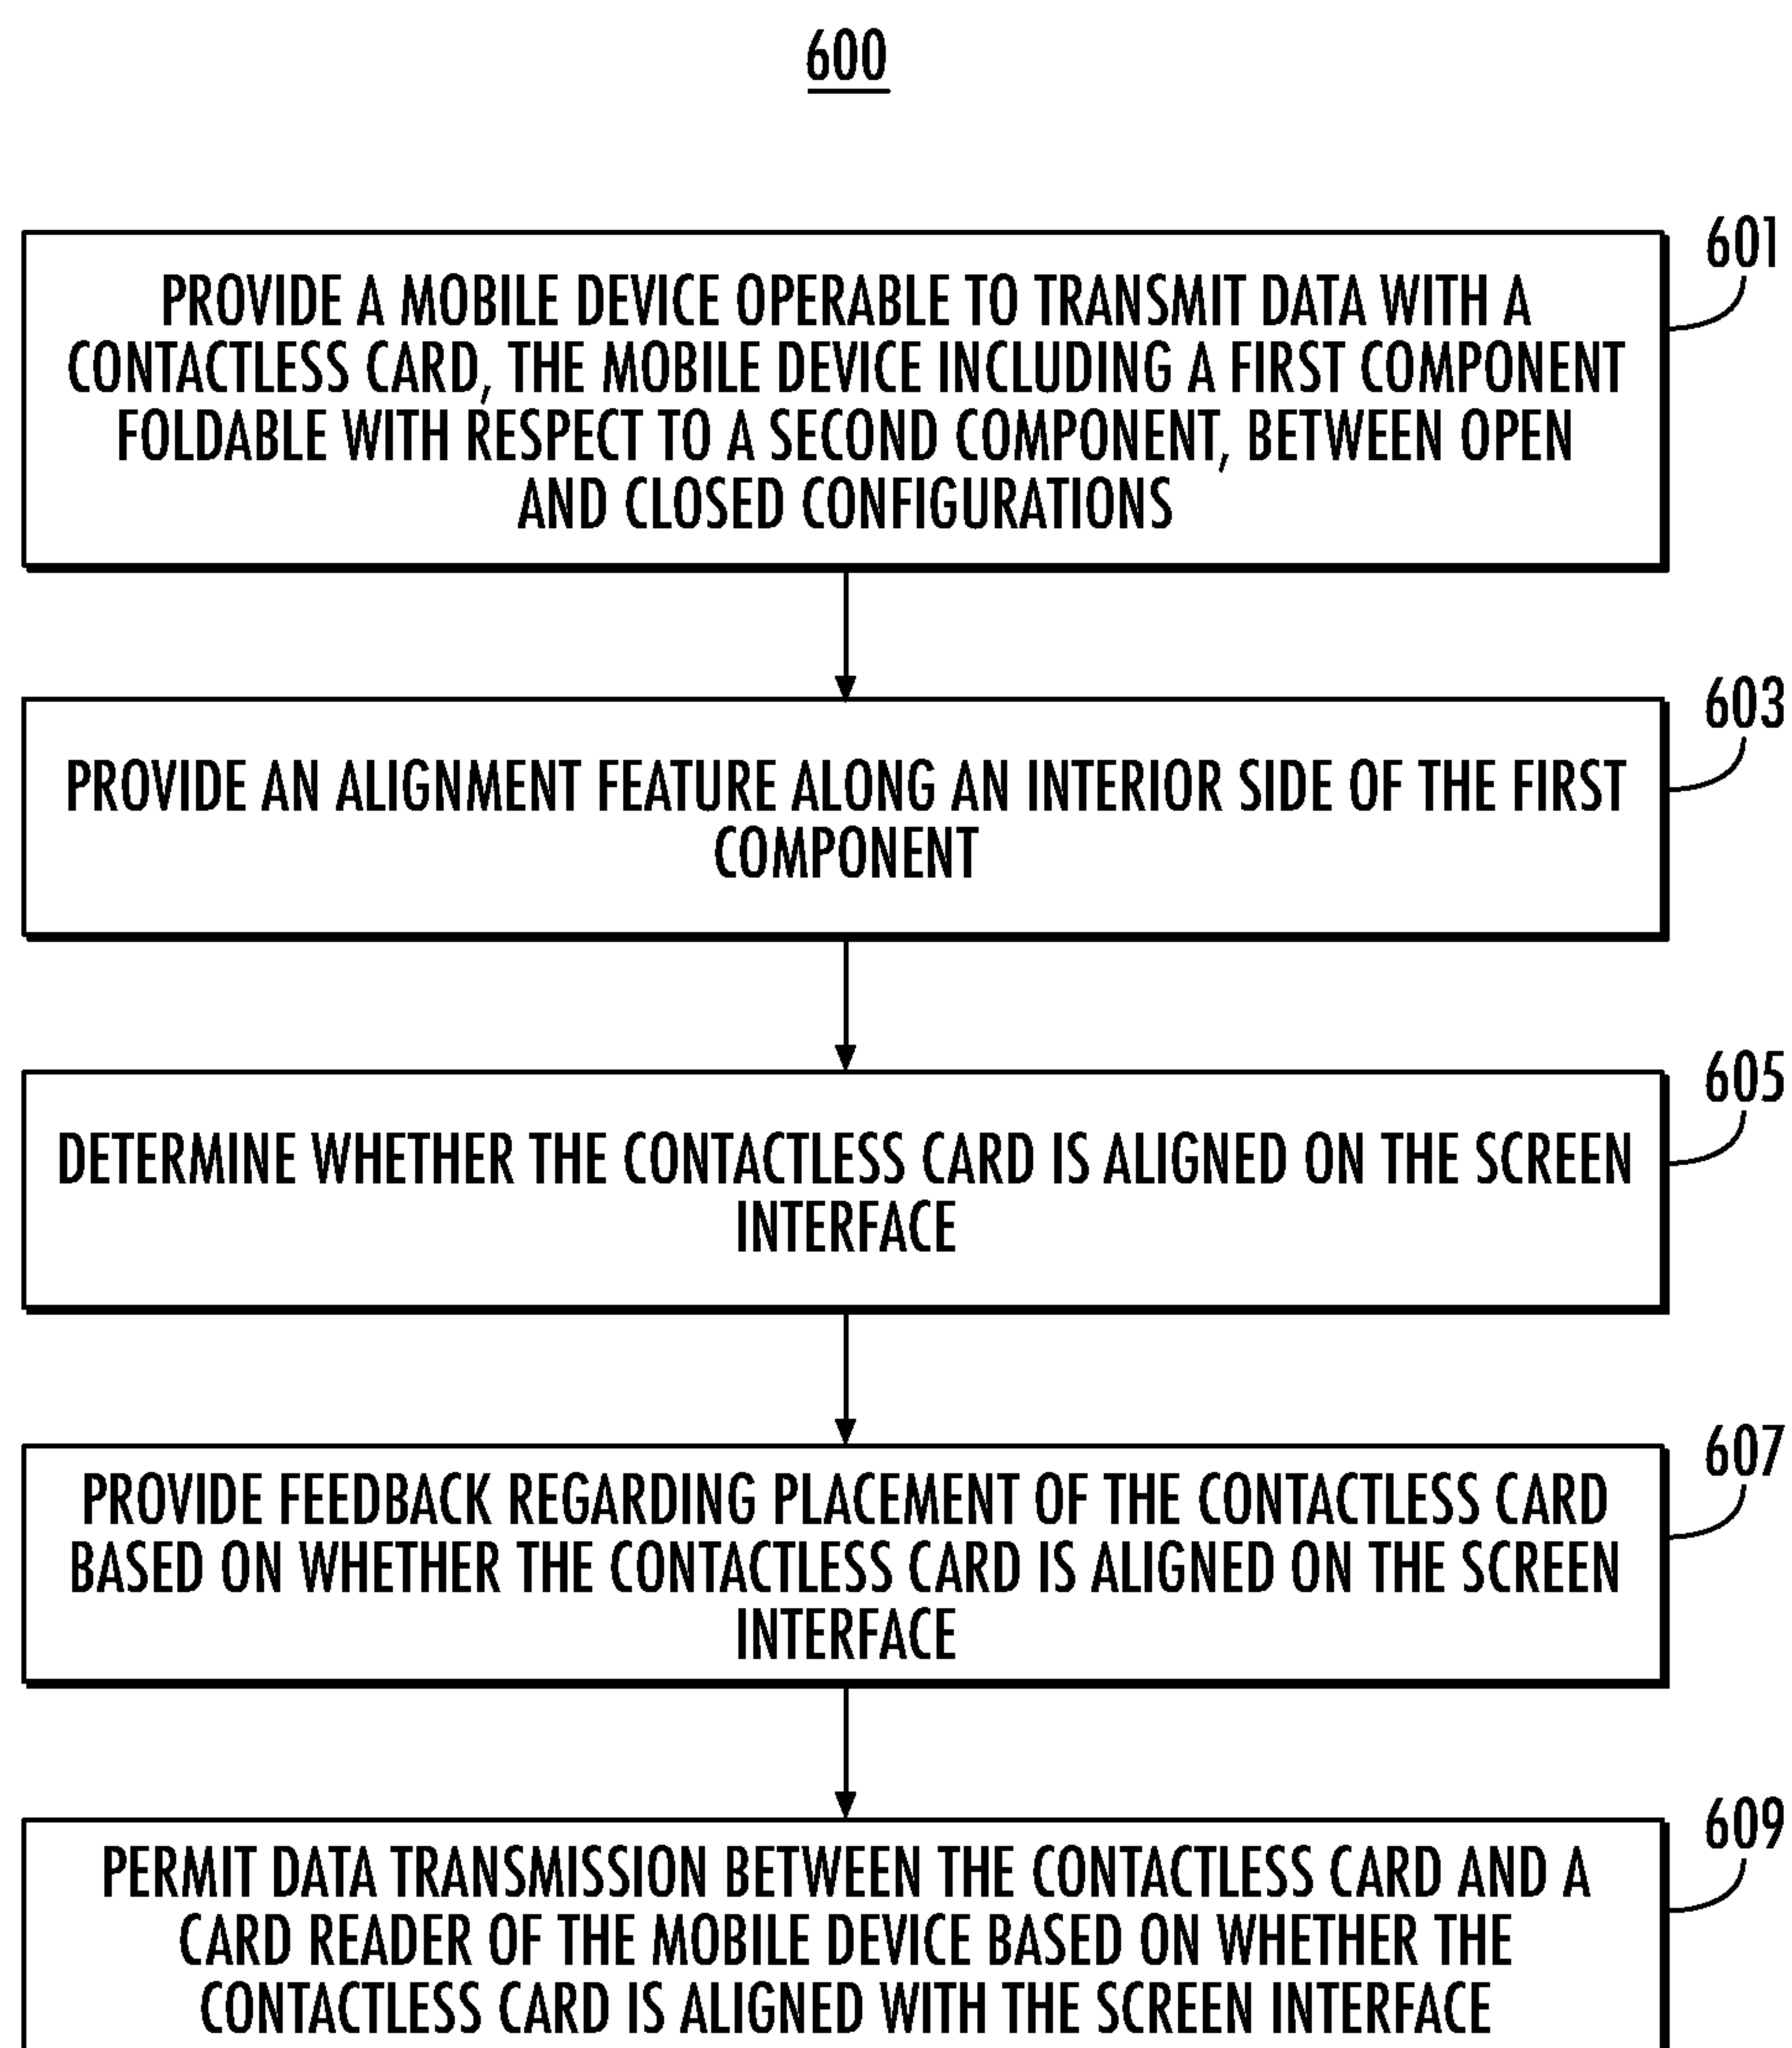 600
601
PROVIDE A MOBILE DEVICE OPERABLE TO TRANSMIT DATA WITH A
CONTACTLESS CARD, THE MOBILE DEVICE INCLUDING A FIRST COMPONENT
FOLDABLE WITH RESPECT TO A SECOND COMPONENT, BETWEEN OPEN
AND CLOSED CONFIGURATIONS
603
PROVIDE AN ALIGNMENT FEATURE ALONG AN INTERIOR SIDE OF THE FIRST
COMPONENT
605
DETERMINE WHETHER THE CONTACTLESS CARD IS ALIGNED ON THE SCREEN
INTERFACE
607
PROVIDE FEEDBACK REGARDING PLACEMENT OF THE CONTACTLESS CARD
BASED ON WHETHER THE CONTACTLESS CARD IS ALIGNED ON THE SCREEN
INTERFACE
609
PERMIT DATA TRANSMISSION BETWEEN THE CONTACTLESS CARD AND A
CARD READER OF THE MOBILE DEVICE BASED ON WHETHER THE
CONTACTLESS CARD IS ALIGNED WITH THE SCREEN INTERFACE